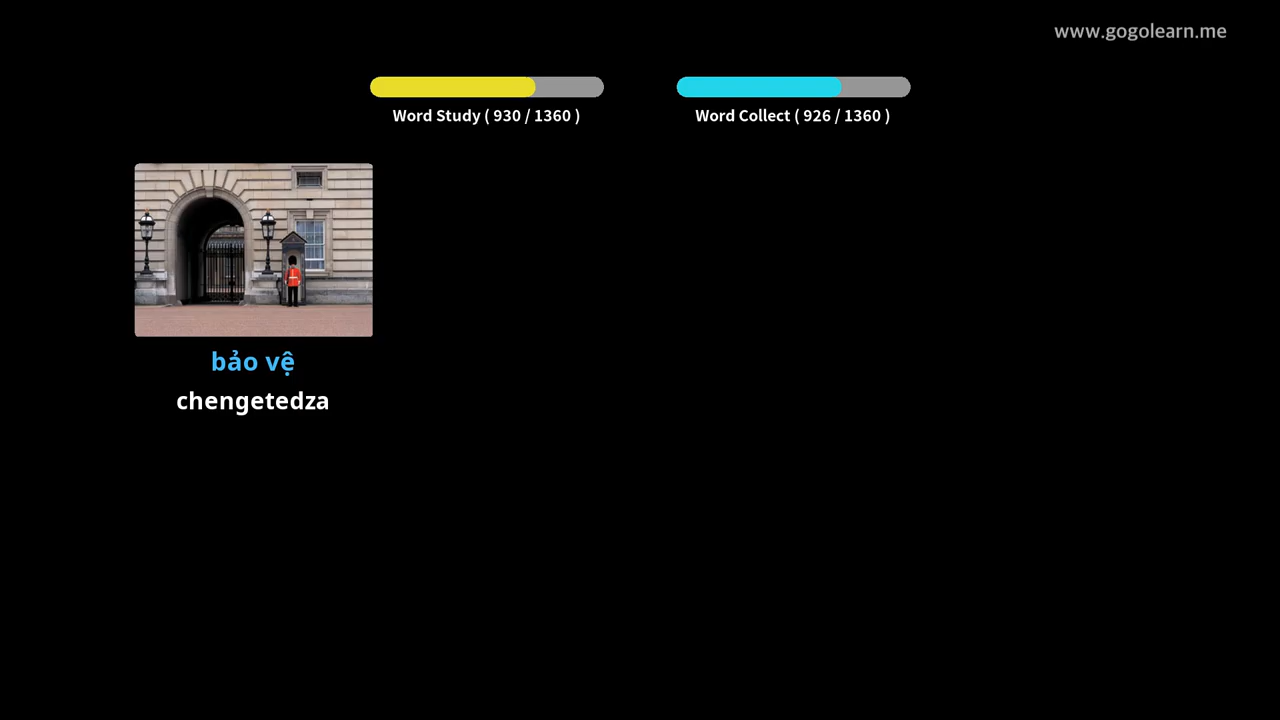 www.gogolearn.me
Word Study ( 930 / 1360 )
Word Collect ( 926 / 1360 )
bảo vệ
chengetedza